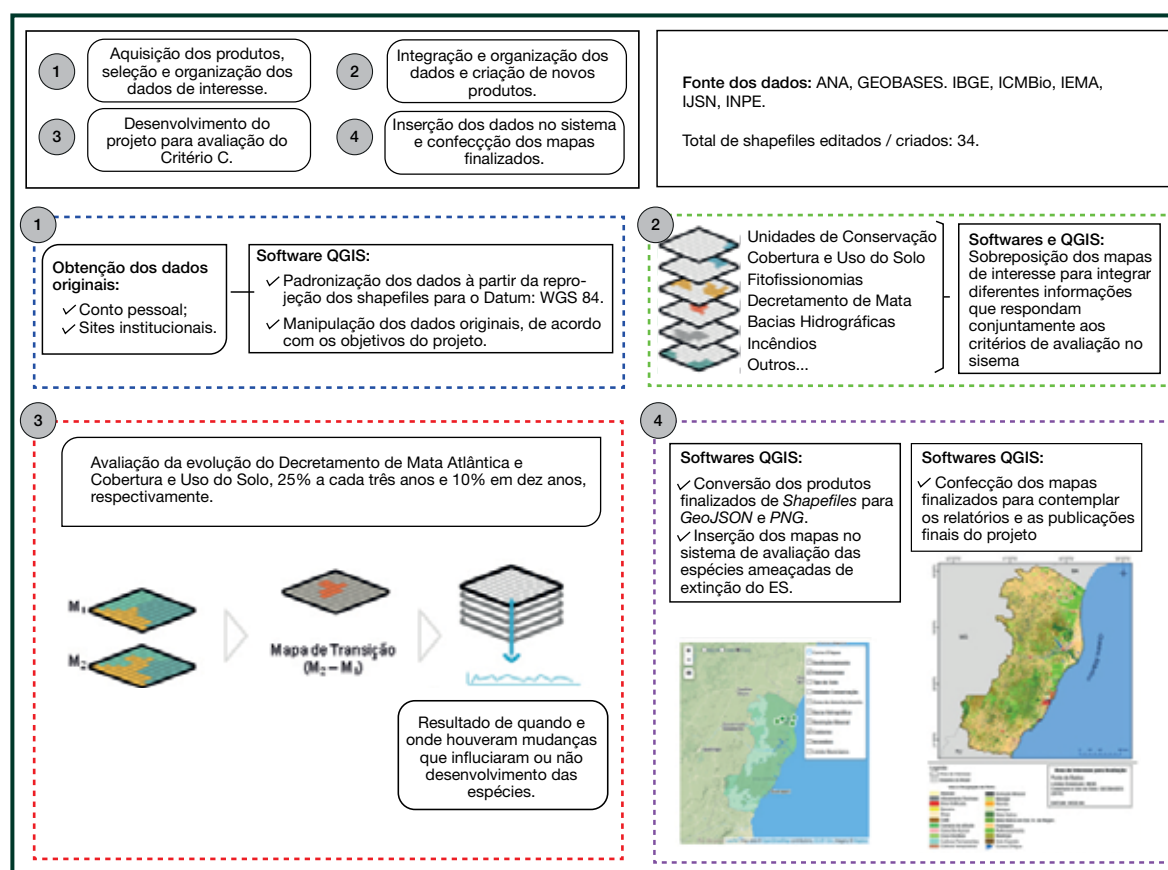 1
Aquisição dos produtos,
seleção e organização dos
dados de interesse.
2
Integração e organização dos
dados e criação de novos
produtos.
3
Desenvolvimento do
projeto para avaliação do
Critério C.
4
Inserção dos dados no sistema
e confecçção dos mapas
finalizados.
Fonte dos dados: ANA, GEOBASES. IBGE, ICMBio, IEMA,
IJSN, INPE.
Total de shapefiles editados / criados: 34.
1
Obtenção dos dados
originais:
✓ Conto pessoal;
✓ Sites institucionais.
Software QGIS:
✓ Padronização dos dados à partir da repro-
jeção dos shapefiles para o Datum: WGS 84.
✓ Manipulação dos dados originais, de acordo
com os objetivos do projeto.
2
Unidades de Conservação
Cobertura e Uso do Solo
Fitofissionomias
Decretamento de Mata
Bacias Hidrográficas
Incêndios
Outros...
Softwares e QGIS:
Sobreposição dos mapas
de interesse para integrar
diferentes informações
que respondam
conjuntamente aos
critérios de avaliação no
sisema
3
Avaliação da evolução do Decretamento de Mata Atlântica e
Cobertura e Uso do Solo, 25% a cada três anos e 10% em dez anos,
respectivamente.
M1
M2
Mapa de Transição
(M2 – M1)
Resultado de quando e
onde houveram mudanças
que influciaram ou não
desenvolvimento das
espécies.
4
Softwares QGIS:
✓ Conversão dos produtos
finalizados de Shapefiles para
GeoJSON e PNG.
✓ Inserção dos mapas no
sistema de avaliação das
espécies ameaçadas de
extinção do ES.
Softwares QGIS:
✓ Confecção dos mapas
finalizados para contemplar
os relatórios e as publicações
finais do projeto